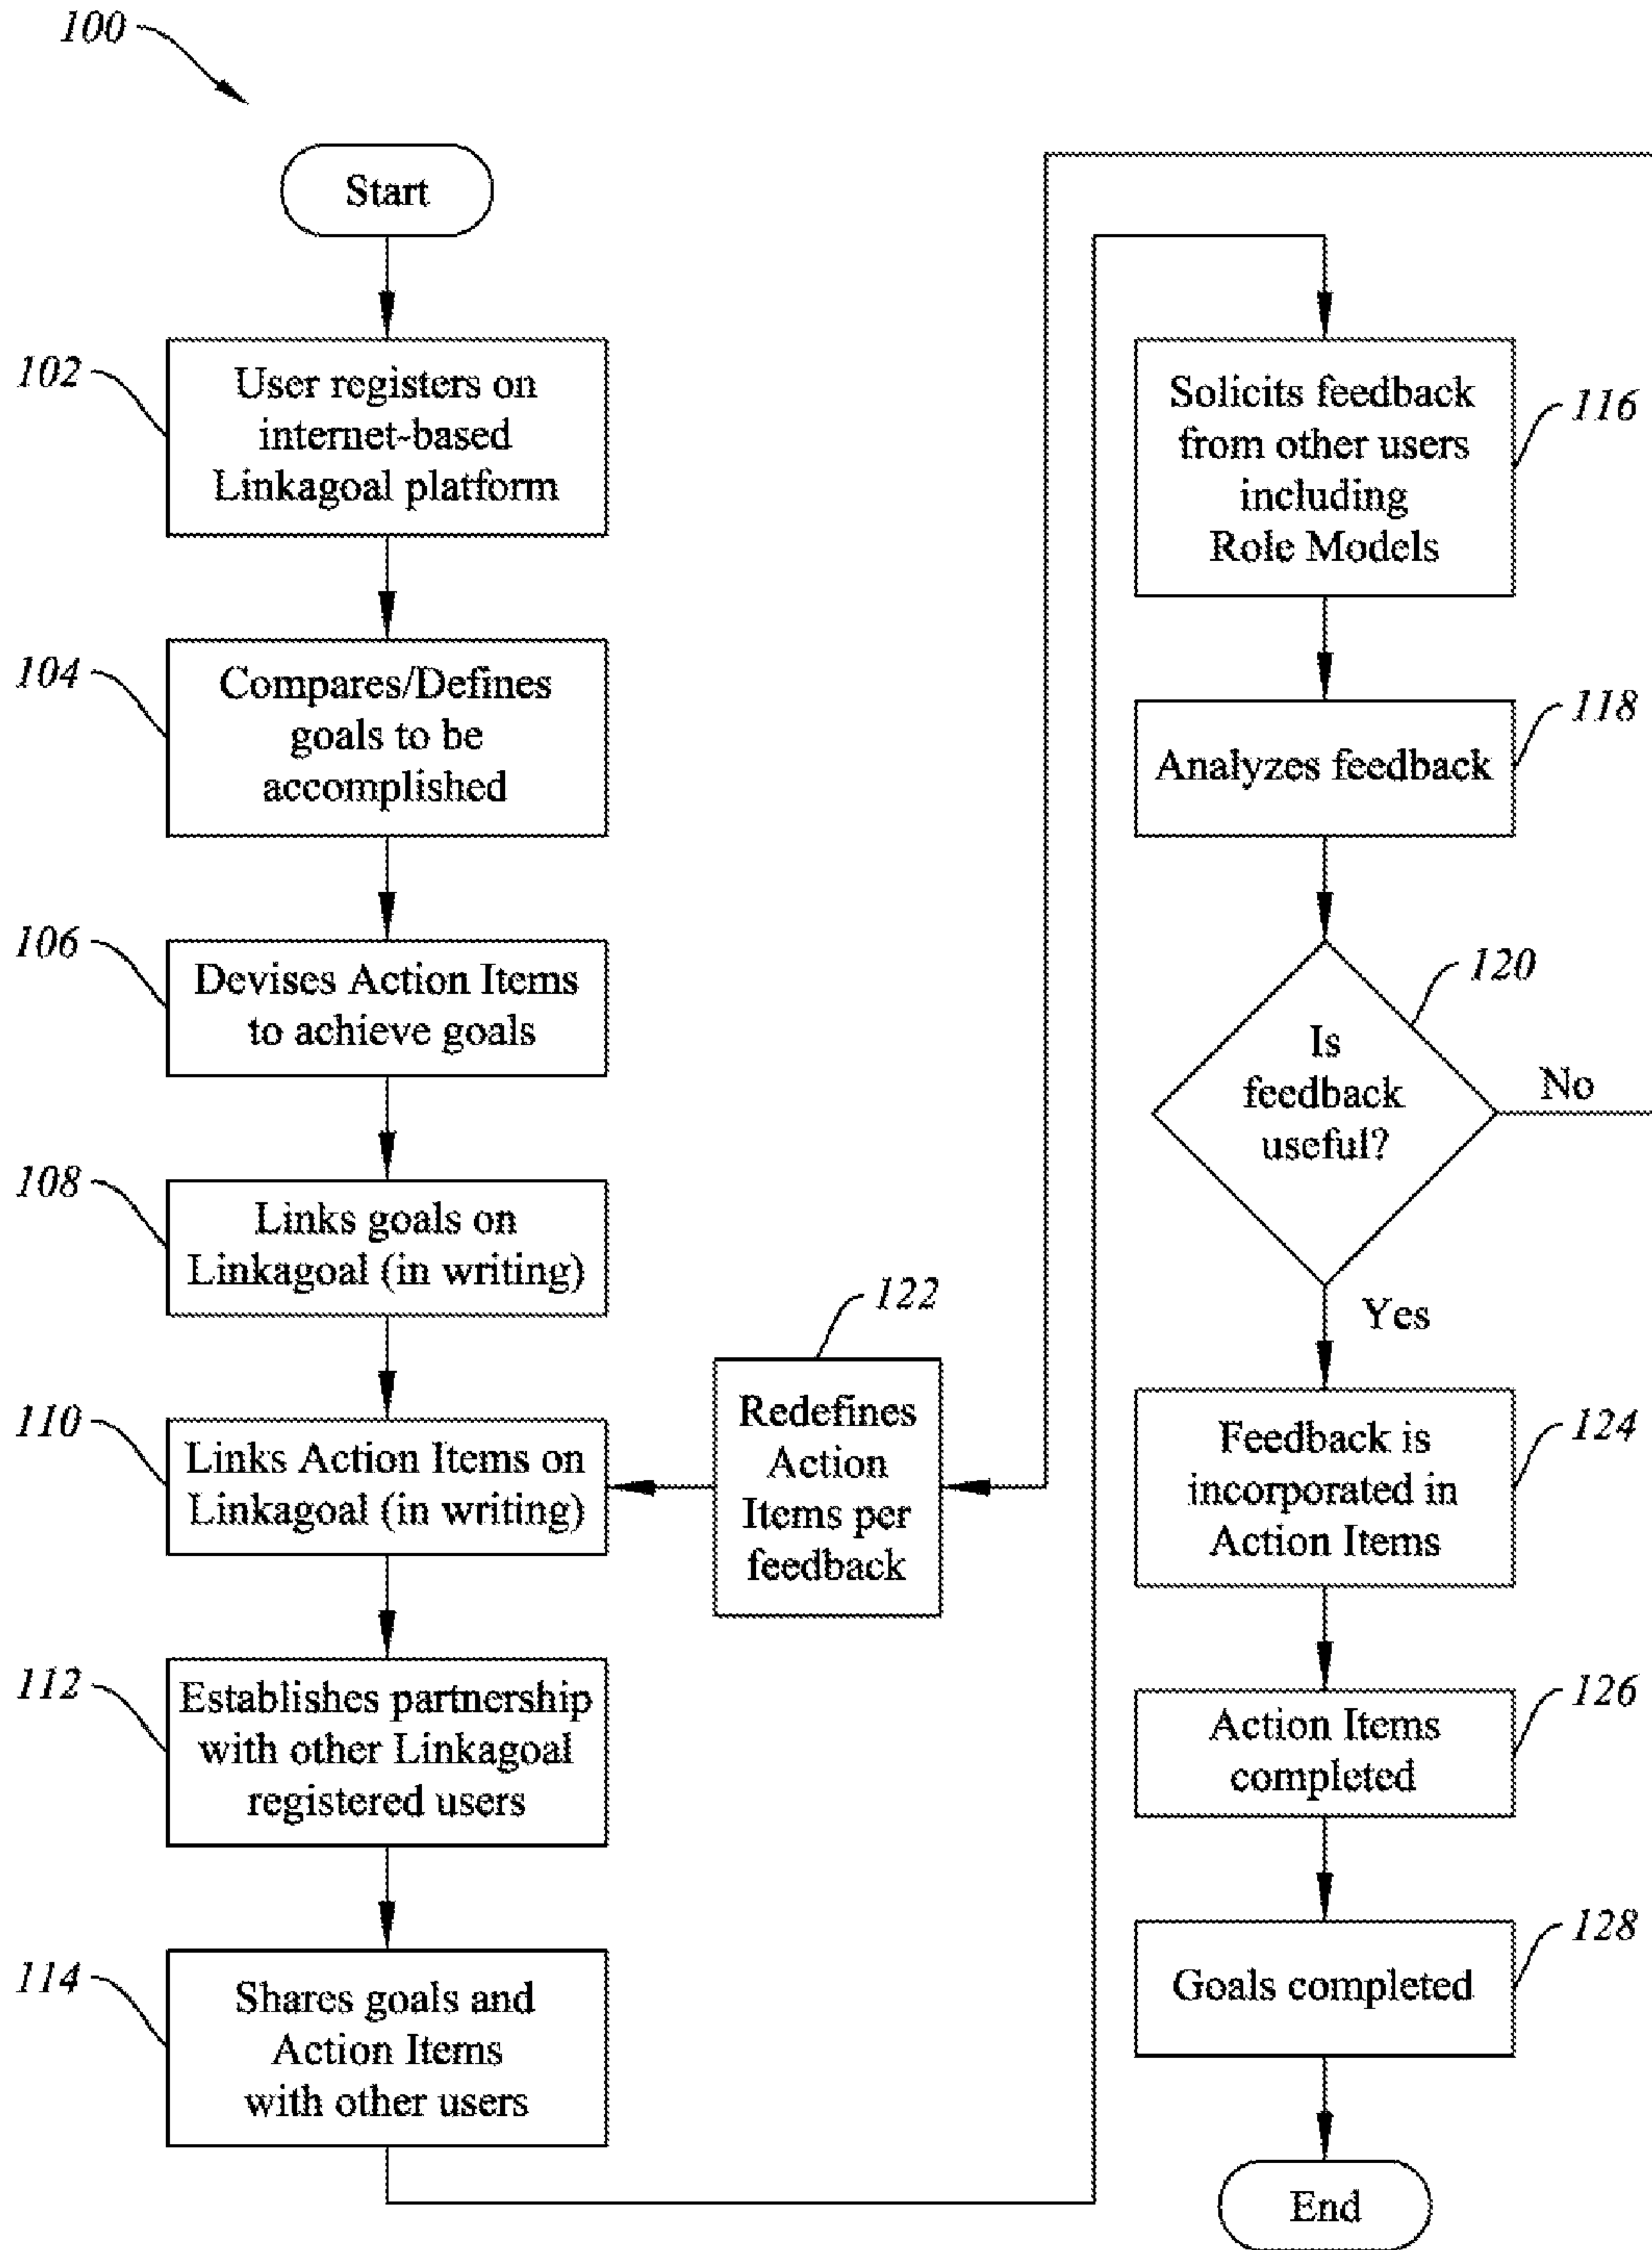 100
Start
102
User registers on
internet-based
Linkagoal platform
104
Compares/Defines
goals to be
accomplished
106
Devises Action Items
to achieve goals
108
Links goals on
Linkagoal (in writing)
110
Links Action Items on
Linkagoal (in writing)
122
Redefines
Action
Items per
feedback
112
Establishes partnership
with other Linkagoal
registered users
114
Shares goals and
Action Items
with other users
Solicits feedback
from other users
including
Role Models
116
Analyzes feedback
118
Is
feedback
useful?
120
No
Yes
Feedback is
incorporated in
Action Items
124
Action Items
completed
126
Goals completed
128
End